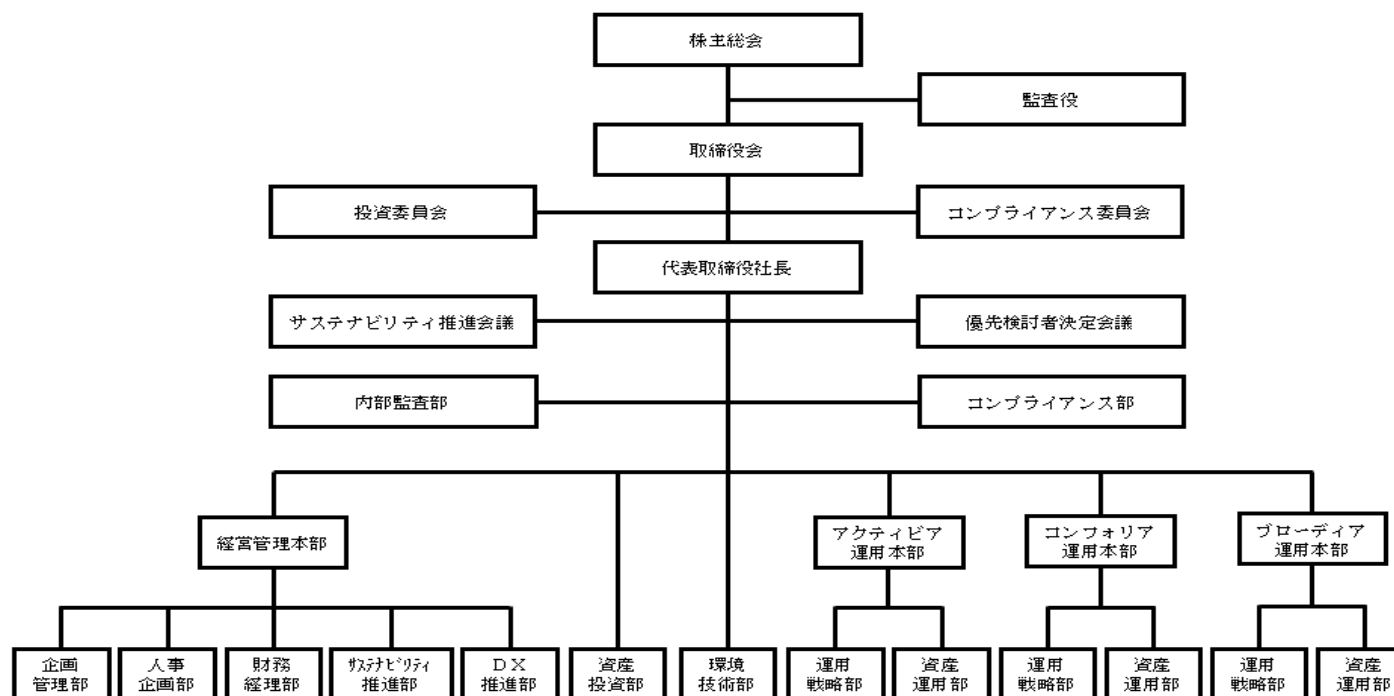 株主総会
監査役
取締役会
投資委員会
コンプライアンス委員会
代表取締役社長
サステナビリティ推進会議
優先検討者決定会議
内部監査部
コンプライアンス部
経営管理本部
アクティビア
運用本部
コンフォリア
運用本部
ブローディア
運用本部
企画
管理部
人事
企画部
財務
経理部
ｻｽﾃﾅﾋﾞﾘﾃｨ
推進部
ＤＸ
推進部
資産
投資部
環境
技術部
運用
戦略部
資産
運用部
運用
戦略部
資産
運用部
運用
戦略部
資産
運用部